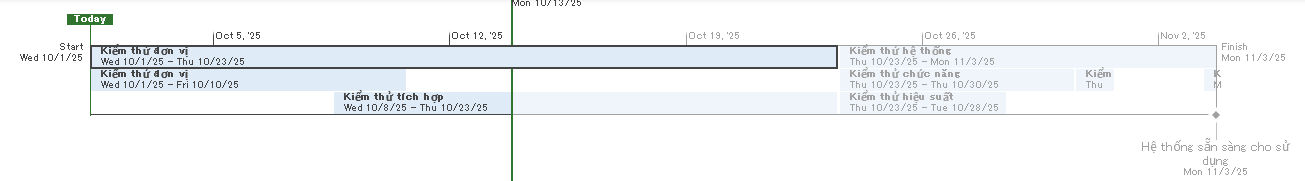 Mon 10/13/25
Today
Oct 5, '25
Oct 12, '25
Oct 19, '25
Oct 26, '25
Nov 2, '25
Start
Wed 10/1/25
Kiểm thử đơn vị
Wed 10/1/25 - Thu 10/23/25
Kiểm thử hệ thống
Thu 10/23/25 - Mon 11/3/25
Finish
Mon 11/3/25
Kiểm thử đơn vị
Wed 10/1/25 - Fri 10/10/25
Kiểm thử chức năng
Thu 10/23/25 - Thu 10/30/25
Kiểm
Thu
K
M
Kiểm thử tích hợp
Wed 10/8/25 - Thu 10/23/25
Kiểm thử hiệu suất
Thu 10/23/25 - Tue 10/28/25
Hệ thống sẵn sàng cho sử
dụng
Mon 11/3/25